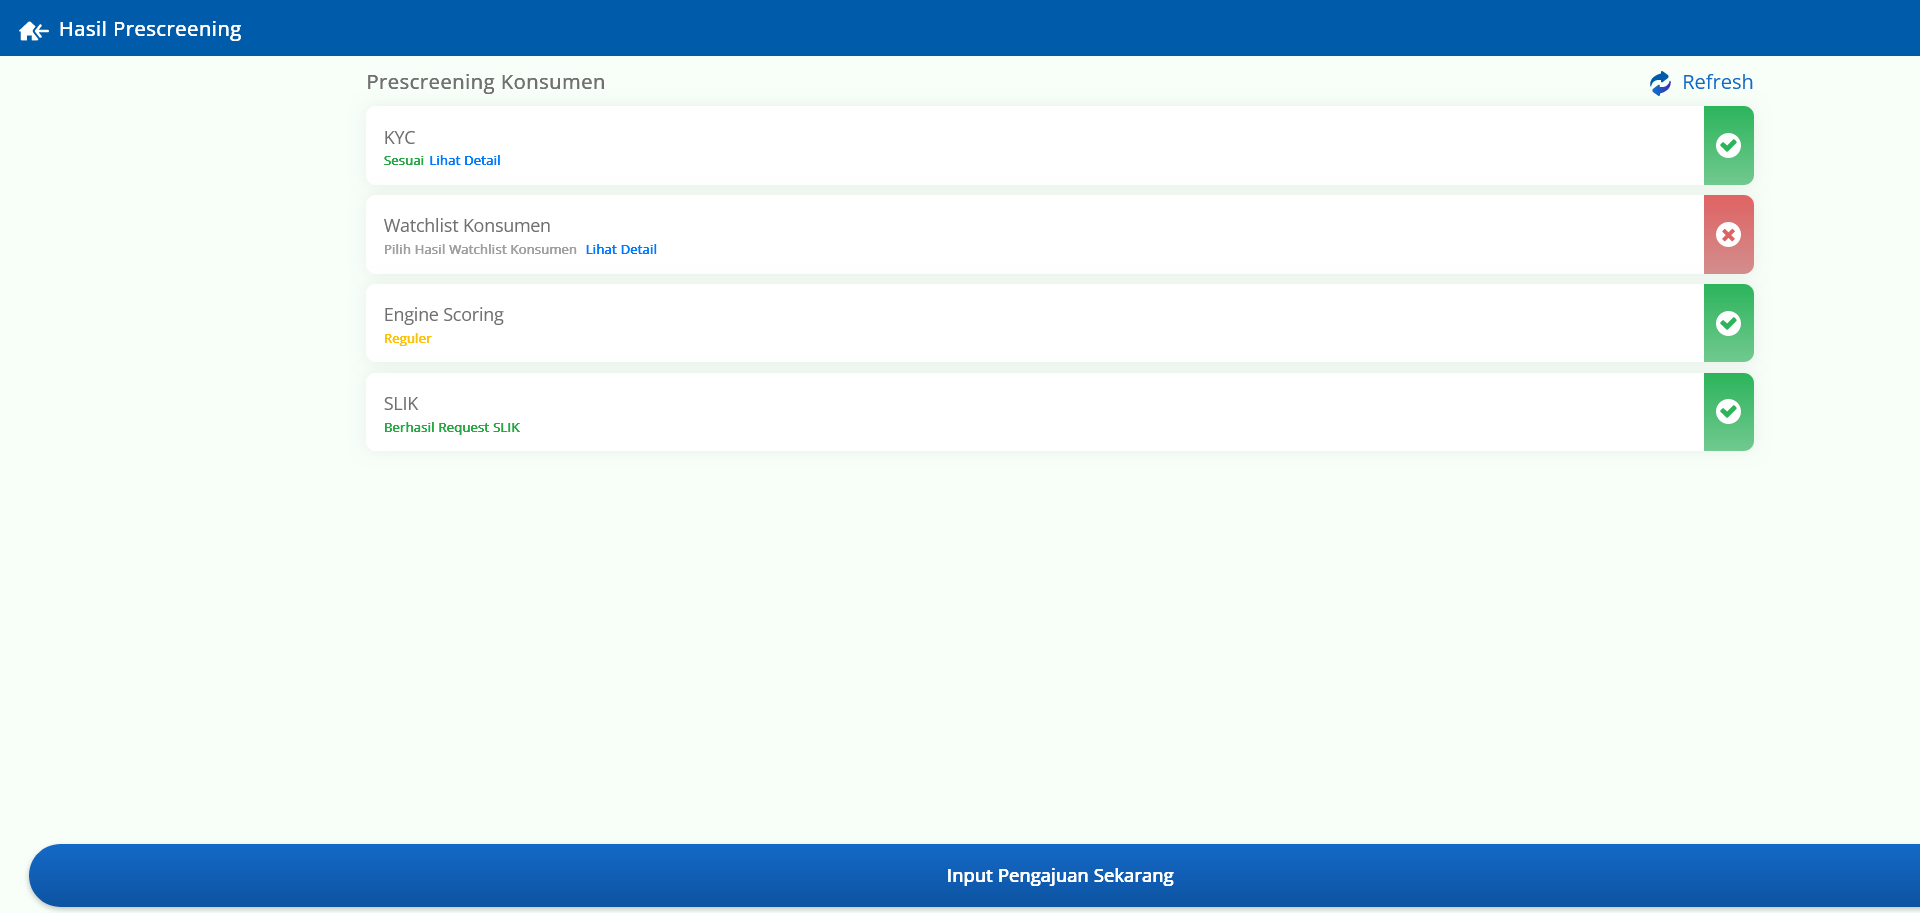 Hasil Prescreening
Prescreening Konsumen
Refresh
KYC
Sesuai Lihat Detail
Watchlist Konsumen
Pilih Hasil Watchlist Konsumen Lihat Detail
Engine Scoring
Reguler
SLIK
Berhasil Request SLIK
Input Pengajuan Sekarang